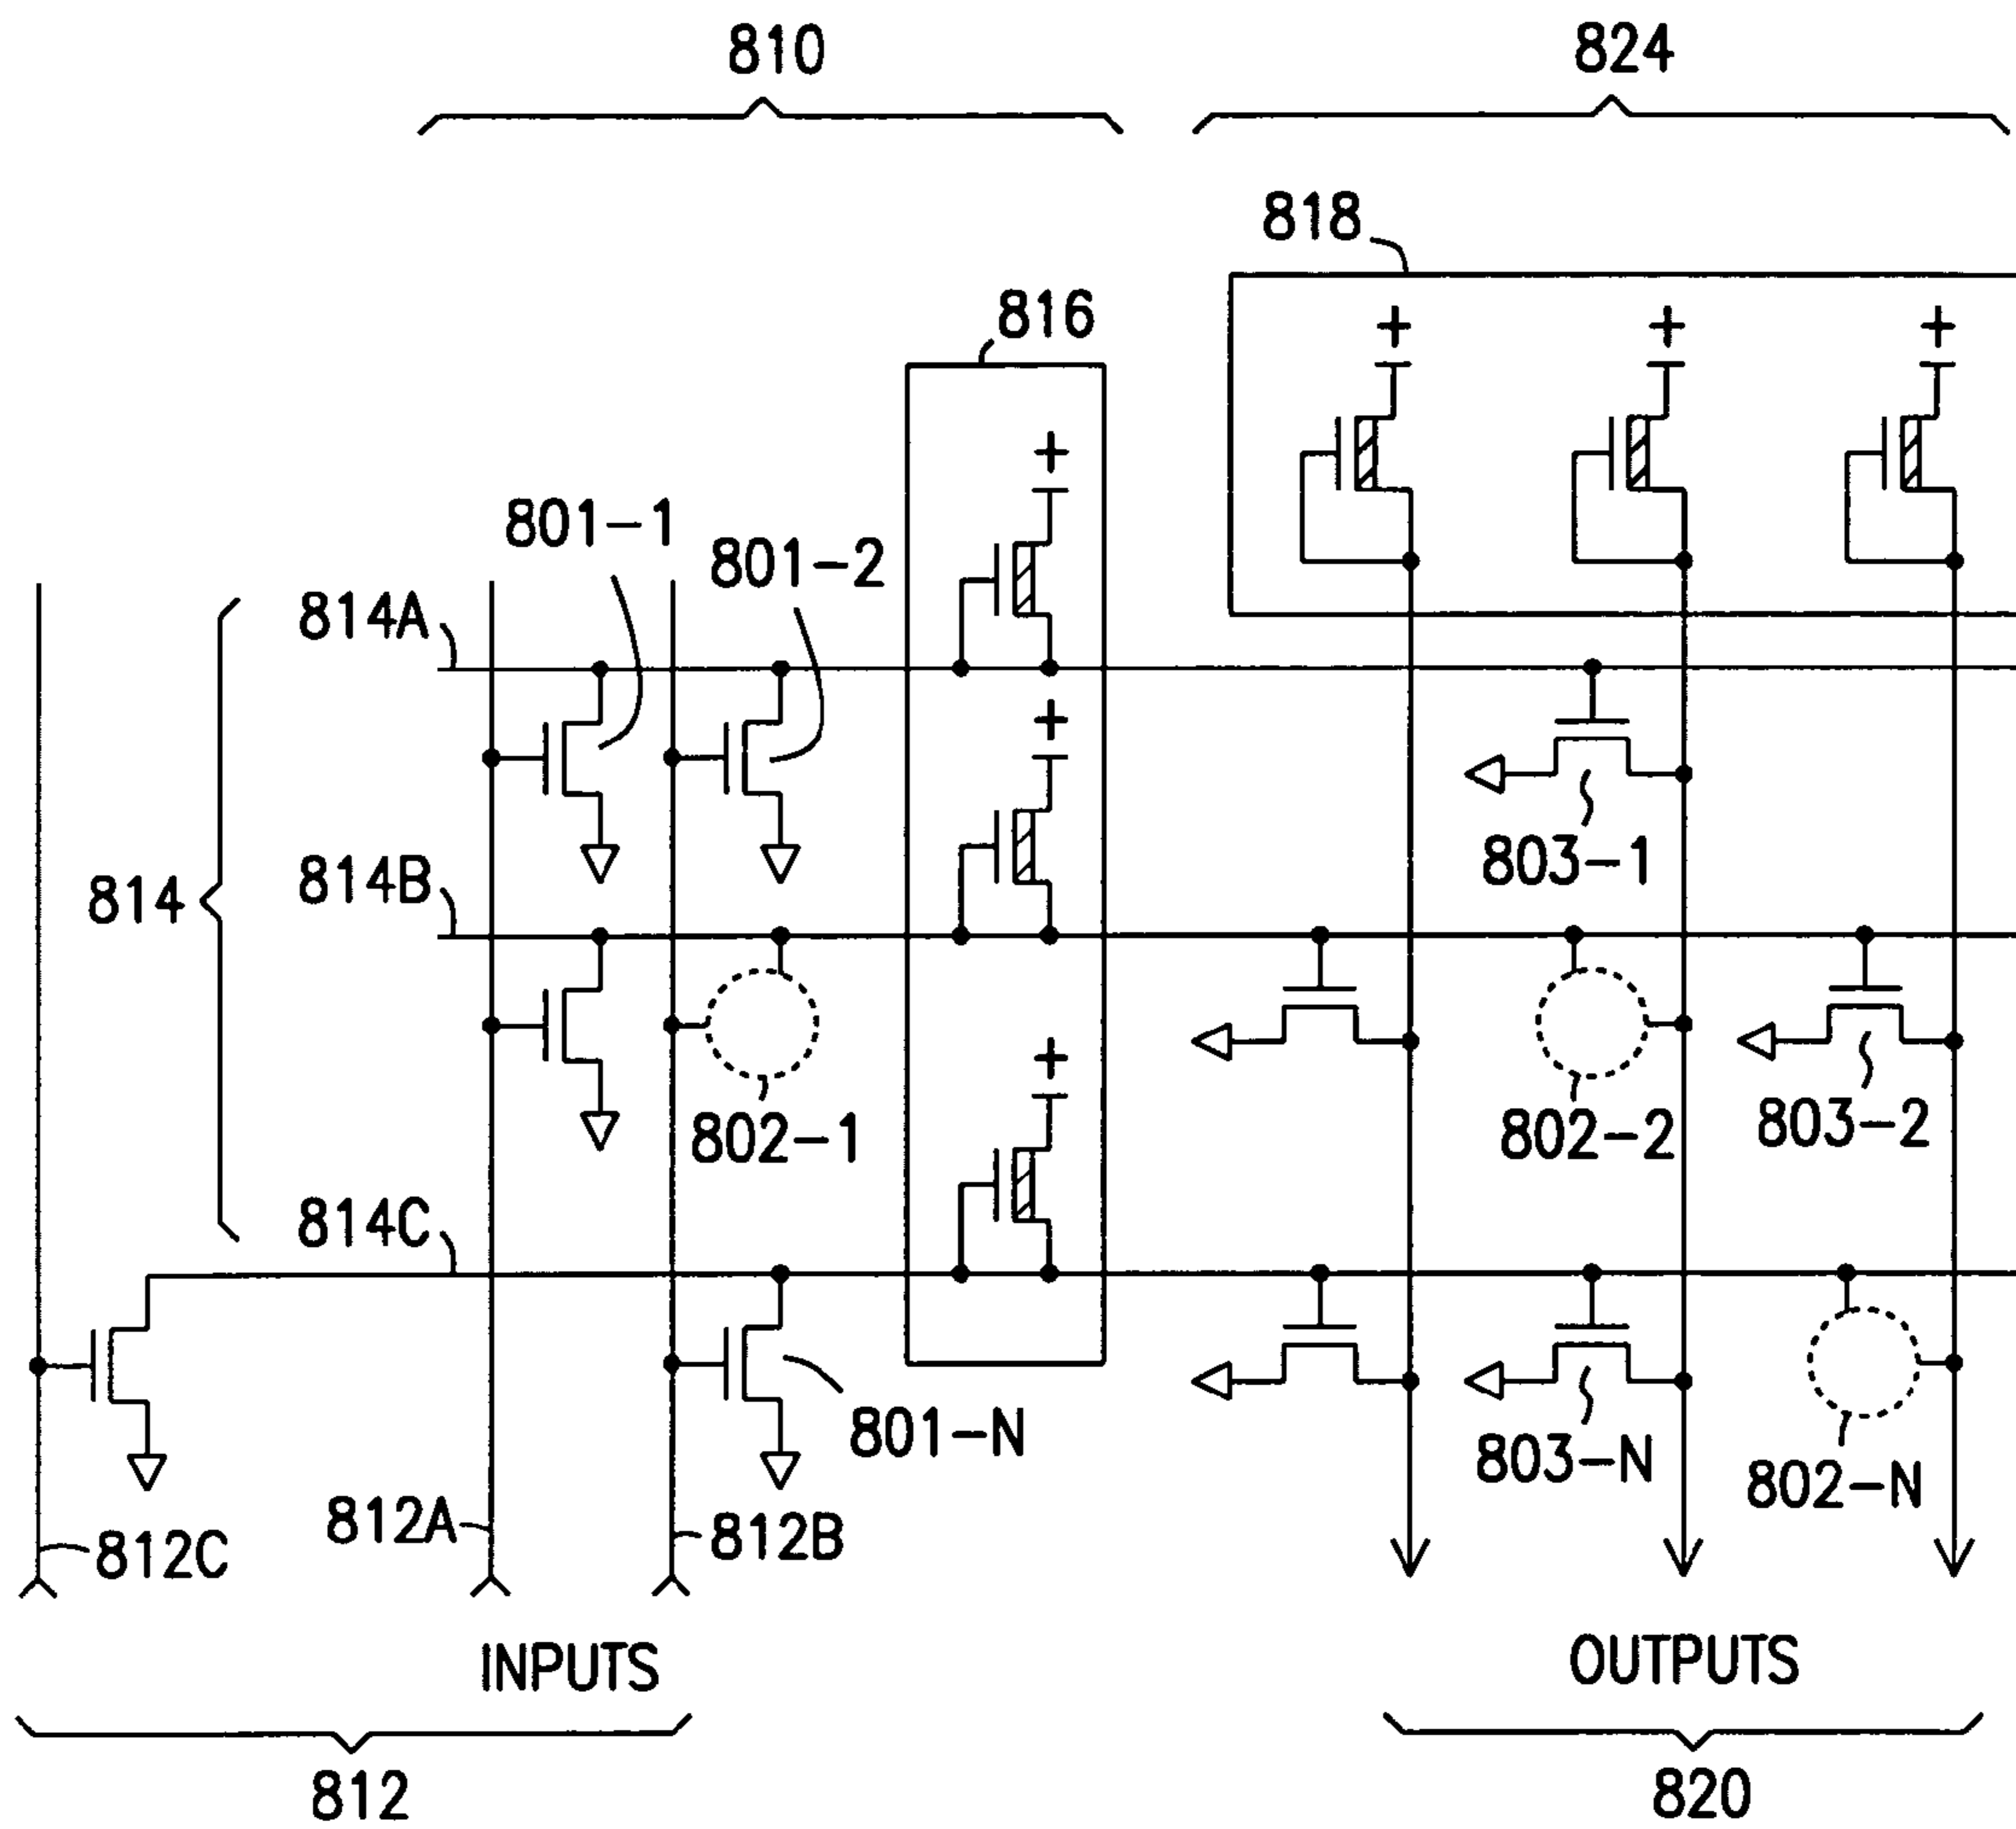 810
824
818
816
+ + +
+
801-1
801-2
814A
+
803-1
814B
814
+
802-1
802-2
803-2
814C
801-N
803-N
802-N
812A
812B
812C
INPUTS
OUTPUTS
812
820